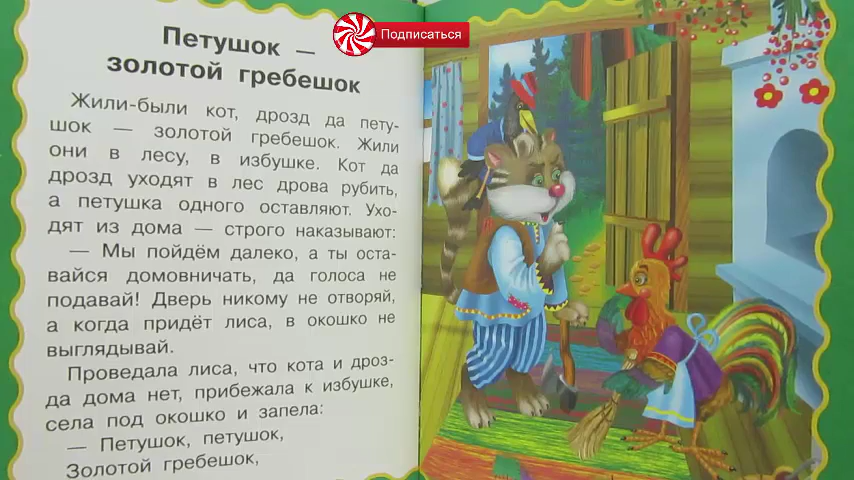 Подписаться
Петушок —
золотой гребешок
Жили-были кот, дрозд да пету-
шок — золотой гребешок. Жили
они в лесу, в избушке. Кот да
дрозд уходят в лес дрова рубить,
а петушка одного оставляют. Ухо-
дят из дома — строго наказывают:
— Мы пойдём далеко, а ты оста-
вайся домовничать, да голоса не
подавай! Дверь никому не отворяй,
а когда придёт лиса, в окошко не
выглядывай.
Проведала лиса, что кота и дроз-
да дома нет, прибежала к избушке,
села под окошко и запела:
— Петушок, петушок,
Золотой гребешок,